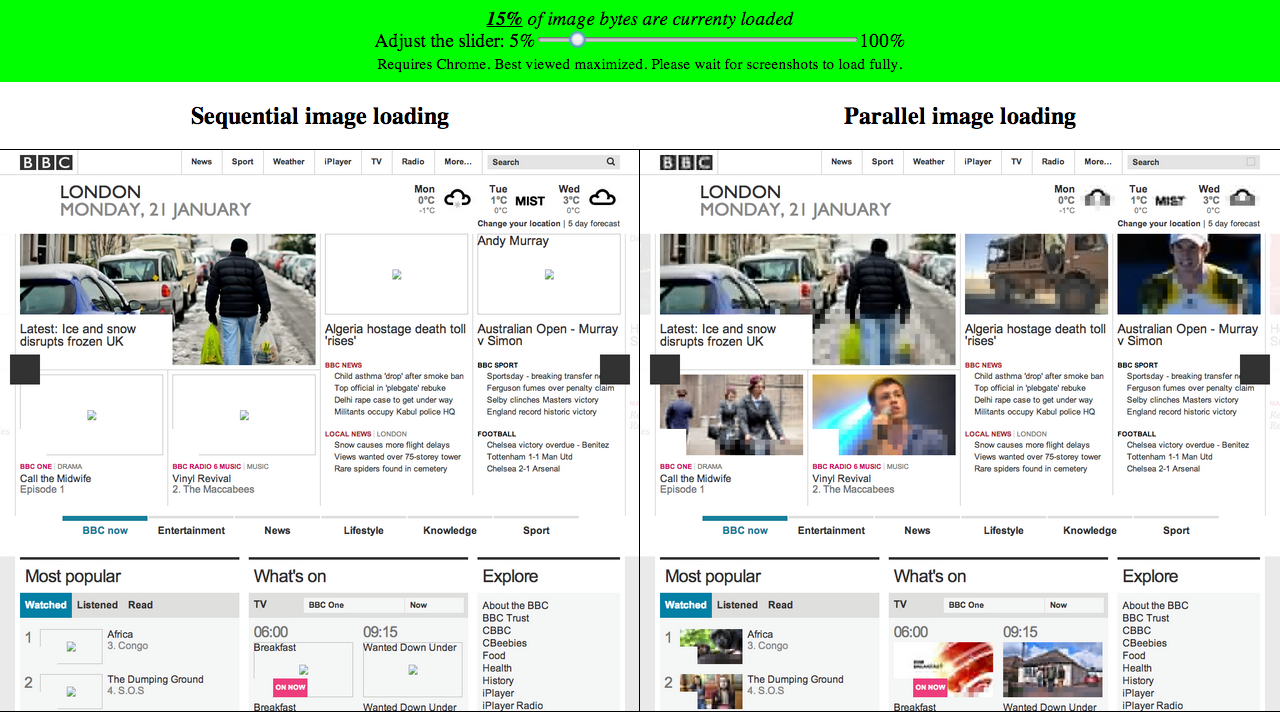 15% of image bytes are currenty loaded
Adjust the slider: 5% 100%
Requires Chrome. Best viewed maximized. Please wait for screenshots to load fully.
Sequential image loading
BBC
News Sport Weather iPlayer TV Radio More... Search
LONDON
MONDAY, 21 JANUARY
Mon 0°C -1°C
Tue 1°C 0°C MIST
Wed 3°C 0°C
Change your location | 5 day forecast
Latest: Ice and snow
disrupts frozen UK
Algeria hostage death toll
'rises'
BBC NEWS
Child asthma 'drop' after smoke ban
Top official in 'plebgate' rebuke
Delhi rape case to get under way
Militants occupy Kabul police HQ
LOCAL NEWS | LONDON
Snow causes more flight delays
Views wanted over 75-storey tower
Rare spiders found in cemetery
Andy Murray
Australian Open - Murray
v Simon
BBC SPORT
Sportsday - breaking
Ferguson fumes over penalty claim
Selby clinches Masters victory
England record historic victory
FOOTBALL
Chelsea victory overdue - Benitez
Tottenham 1-1 Man Utd
Chelsea 2-1 Arsenal
BBC ONE | DRAMA
Call the Midwife
Episode 1
BBC RADIO 6 MUSIC | MUSIC
Vinyl Revival
2. The Maccabees
BBC now Entertainment News Lifestyle Knowledge Sport
Most popular
Watched Listened Read
1 Africa
3. Congo
2 The Dumping Ground
4. S.O.S
What's on
TV BBC One Now
06:00 09:15
Breakfast Wanted Down Under
ON NOW
Breakfast Wanted Down Under
Explore
About the BBC
BBC Trust
CBBC
CBeebies
Food
Health
History
iPlayer
iPlayer Radio
Parallel image loading
BBC
News Sport Weather iPlayer TV Radio More... Search
LONDON
MONDAY, 21 JANUARY
Mon 0°C -1°C
Tue 1°C 0°C MIST
Wed 3°C 0°C
Change your location | 5 day forecast
Latest: Ice and snow
disrupts frozen UK
Algeria hostage death toll
'rises'
BBC NEWS
Child asthma 'drop' after smoke ban
Top official in 'plebgate' rebuke
Delhi rape case to get under way
Militants occupy Kabul police HQ
LOCAL NEWS | LONDON
Snow causes more flight delays
Views wanted over 75-storey tower
Rare spiders found in cemetery
Australian Open - Murray
v Simon
BBC SPORT
Sportsday - breaking
Ferguson fumes over penalty claim
Selby clinches Masters victory
England record historic victory
FOOTBALL
Chelsea victory overdue - Benitez
Tottenham 1-1 Man Utd
Chelsea 2-1 Arsenal
BBC ONE | DRAMA
Call the Midwife
Episode 1
BBC RADIO 6 MUSIC | MUSIC
Vinyl Revival
2. The Maccabees
BBC now Entertainment News Lifestyle Knowledge Sport
Most popular
Watched Listened Read
1 Africa
3. Congo
2 The Dumping Ground
4. S.O.S
What's on
TV BBC One Now
06:00 09:15
ON NOW
Breakfast Wanted Down Under
Explore
About the BBC
BBC Trust
CBBC
CBeebies
Food
Health
History
iPlayer
iPlayer Radio